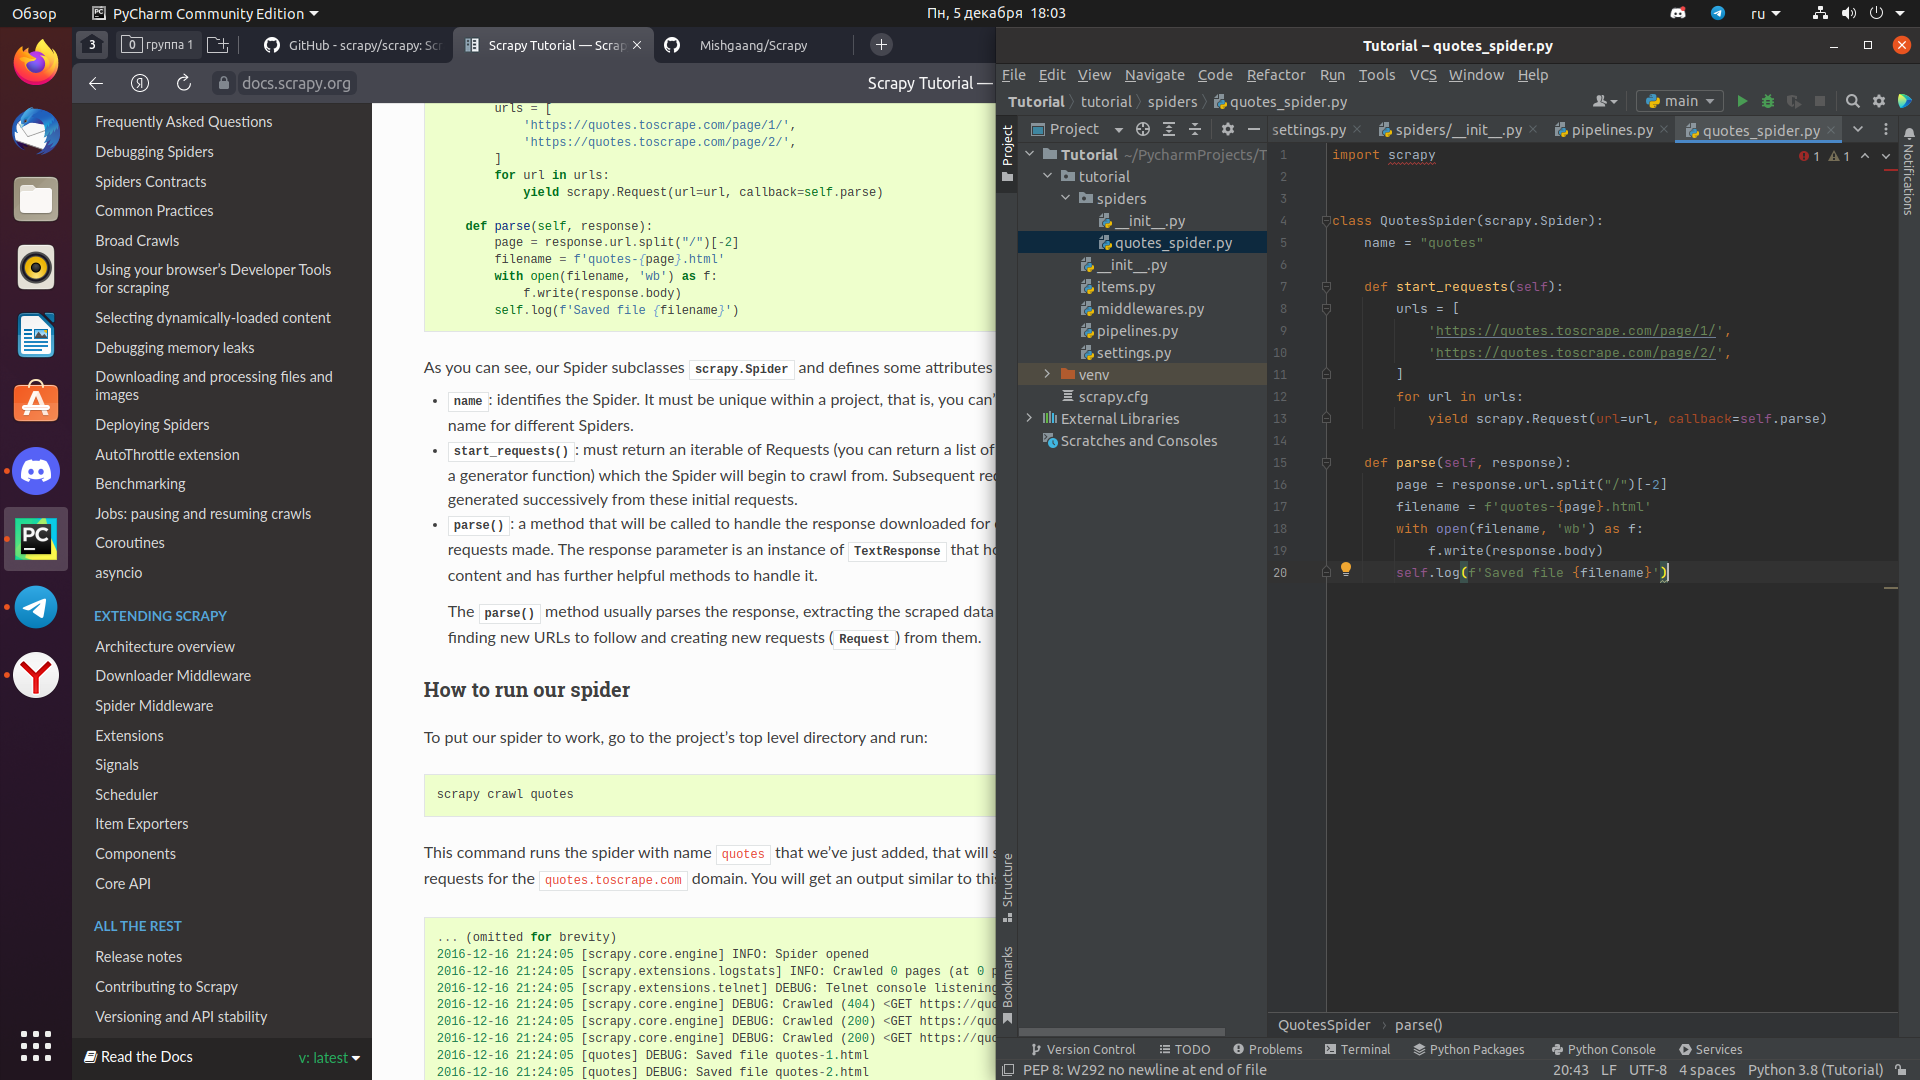 Обзор
PyCharm Community Edition
Пн, 5 декабря 18:03
ru
3
0 группа 1
GitHub - scrapy/scrapy: Scr
Scrapy Tutorial — Scrap
Mishgaang/Scrapy
docs.scrapy.org
Scrapy Tutorial —
Frequently Asked Questions
Debugging Spiders
Spiders Contracts
Common Practices
Broad Crawls
Using your browser’s Developer Tools
for scraping
Selecting dynamically-loaded content
Debugging memory leaks
Downloading and processing files and
images
Deploying Spiders
AutoThrottle extension
Benchmarking
Jobs: pausing and resuming crawls
Coroutines
asyncio
EXTENDING SCRAPY
Architecture overview
Downloader Middleware
Spider Middleware
Extensions
Signals
Scheduler
Item Exporters
Components
Core API
ALL THE REST
Release notes
Contributing to Scrapy
Versioning and API stability
Read the Docs
v: latest
urls = [
'https://quotes.toscrape.com/page/1/',
'https://quotes.toscrape.com/page/2/',
]
for url in urls:
yield scrapy.Request(url=url, callback=self.parse)
def parse(self, response):
page = response.url.split("/")[-2]
filename = f'quotes-{page}.html'
with open(filename, 'wb') as f:
f.write(response.body)
self.log(f'Saved file {filename}')
As you can see, our Spider subclasses scrapy.Spider and defines some attributes
• name: identifies the Spider. It must be unique within a project, that is, you can’
name for different Spiders.
• start_requests(): must return an iterable of Requests (you can return a list of
a generator function) which the Spider will begin to crawl from. Subsequent re
generated successively from these initial requests.
• parse(): a method that will be called to handle the response downloaded for
requests made. The response parameter is an instance of TextResponse that ho
content and has further helpful methods to handle it.
The parse() method usually parses the response, extracting the scraped data
finding new URLs to follow and creating new requests (Request) from them.
How to run our spider
To put our spider to work, go to the project’s top level directory and run:
scrapy crawl quotes
This command runs the spider with name quotes that we’ve just added, that will s
requests for the quotes.toscrape.com domain. You will get an output similar to this
... (omitted for brevity)
2016-12-16 21:24:05 [scrapy.core.engine] INFO: Spider opened
2016-12-16 21:24:05 [scrapy.extensions.logstats] INFO: Crawled 0 pages (at 0 p
2016-12-16 21:24:05 [scrapy.extensions.telnet] DEBUG: Telnet console listening
2016-12-16 21:24:05 [scrapy.core.engine] DEBUG: Crawled (404) <GET https://quo
2016-12-16 21:24:05 [scrapy.core.engine] DEBUG: Crawled (200) <GET https://quo
2016-12-16 21:24:05 [scrapy.core.engine] DEBUG: Crawled (200) <GET https://quo
2016-12-16 21:24:05 [quotes] DEBUG: Saved file quotes-1.html
2016-12-16 21:24:05 [quotes] DEBUG: Saved file quotes-2.html
Tutorial – quotes_spider.py
File Edit View Navigate Code Refactor Run Tools VCS Window Help
Tutorial tutorial spiders quotes_spider.py
main
Project
Project
settings.py spiders/__init__.py pipelines.py quotes_spider.py
Notifications
Tutorial ~/PycharmProjects/T
tutorial
spiders
__init__.py
quotes_spider.py
__init__.py
items.py
middlewares.py
pipelines.py
settings.py
venv
scrapy.cfg
External Libraries
Scratches and Consoles
Structure
Bookmarks
1 import scrapy
1 1
2
3
4 class QuotesSpider(scrapy.Spider):
5 name = "quotes"
6
7 def start_requests(self):
8 urls = [
9 'https://quotes.toscrape.com/page/1/',
10 'https://quotes.toscrape.com/page/2/',
11 ]
12 for url in urls:
13 yield scrapy.Request(url=url, callback=self.parse)
14
15 def parse(self, response):
16 page = response.url.split("/")[-2]
17 filename = f'quotes-{page}.html'
18 with open(filename, 'wb') as f:
19 f.write(response.body)
20 self.log(f'Saved file {filename}')
QuotesSpider parse()
Version Control TODO Problems Terminal Python Packages Python Console Services
PEP 8: W292 no newline at end of file
20:43 LF UTF-8 4 spaces Python 3.8 (Tutorial)
PC